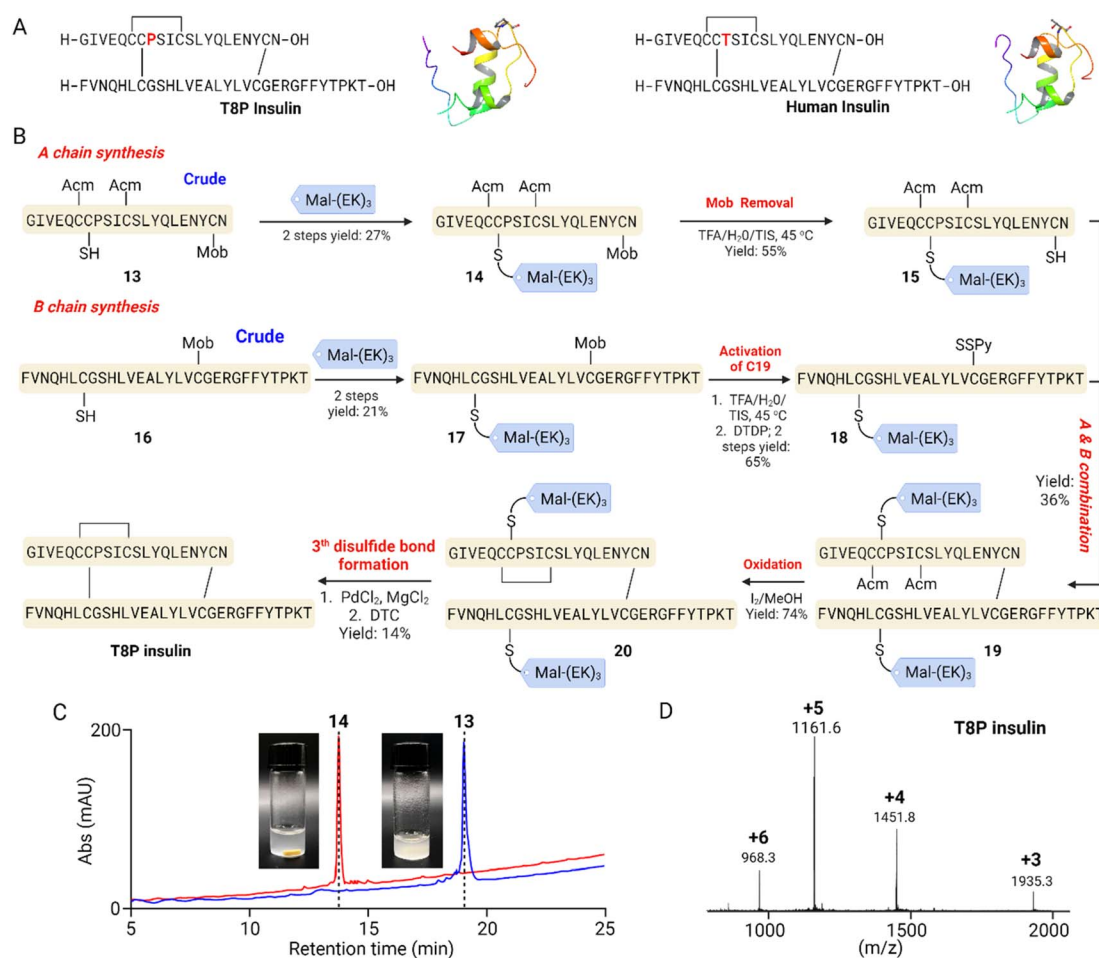 A
H-GIVEQCCPSICSLYQLENYCN-OH
H-FVNQHLCGSHLVEALYLVCGERGFFYTPKT-OH
T8P Insulin
H-GIVEQCCTSICSLYQLENYCN-OH
H-FVNQHLCGSHLVEALYLVCGERGFFYTPKT-OH
Human Insulin
B
A chain synthesis
Acm Acm Crude
GIVEQCCPSICSLYQLENYCN
SH Mob
13
Mal-(EK)3
2 steps yield: 27%
Acm Acm
GIVEQCCPSICSLYQLENYCN
S Mob
Mal-(EK)3
14
Mob Removal
TFA/H20/TIS, 45 °C
Yield: 55%
Acm Acm
GIVEQCCPSICSLYQLENYCN
S SH
Mal-(EK)3
15
B chain synthesis
Crude
Mob
FVNQHLCGSHLVEALYLVCGERGFFYTPKT
SH
16
Mal-(EK)3
2 steps
yield: 21%
Mob
FVNQHLCGSHLVEALYLVCGERGFFYTPKT
S
Mal-(EK)3
17
Activation
of C19
1. TFA/H20/
TIS, 45 °C
2. DTDP; 2
steps yield:
65%
SSPy
FVNQHLCGSHLVEALYLVCGERGFFYTPKT
S
Mal-(EK)3
18
A & B combination
Yield:
36%
Mal-(EK)3
S
GIVEQCCPSICSLYQLENYCN
Acm Acm
FVNQHLCGSHLVEALYLVCGERGFFYTPKT
S
Mal-(EK)3
19
Oxidation
I2/MeOH
Yield: 74%
Mal-(EK)3
S
GIVEQCCPSICSLYQLENYCN
FVNQHLCGSHLVEALYLVCGERGFFYTPKT
S
Mal-(EK)3
20
3th disulfide bond
formation
1. PdCl2, MgCl2
2. DTC
Yield: 14%
GIVEQCCPSICSLYQLENYCN
FVNQHLCGSHLVEALYLVCGERGFFYTPKT
T8P insulin
C
14 13
200
0
Abs (mAU)
5 10 15 20 25
Retention time (min)
D
T8P insulin
+5
1161.6
+4
1451.8
+6
968.3
+3
1935.3
1000 1500 2000
(m/z)